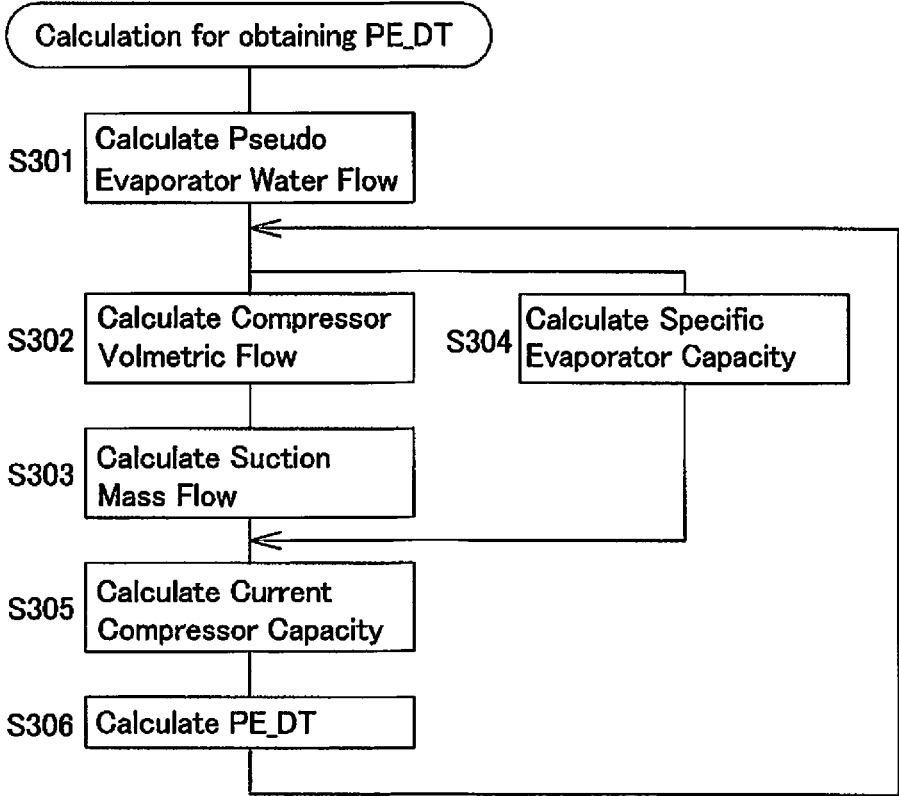 Calculation for obtaining PE_DT
S301
Calculate Pseudo
Evaporator Water Flow
S302
Calculate Compressor
Volmetric Flow
S304
Calculate Specific
Evaporator Capacity
S303
Calculate Suction
Mass Flow
S305
Calculate Current
Compressor Capacity
S306
Calculate PE_DT